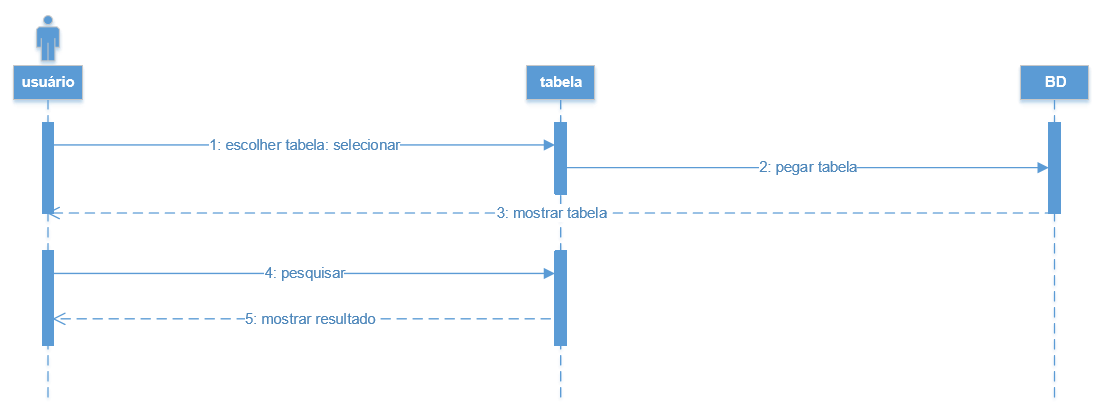 usuário
tabela
BD
1: escolher tabela: selecionar
2: pegar tabela
3: mostrar tabela
4: pesquisar
5: mostrar resultado